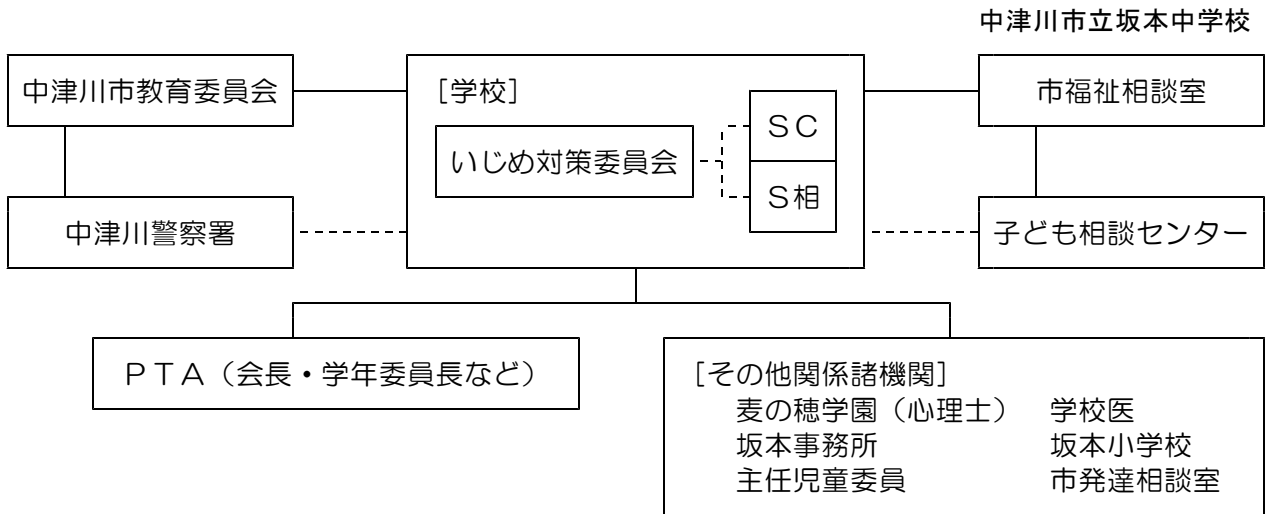 中津川市立坂本中学校
中津川市教育委員会
[学校]
市福祉相談室
いじめ対策委員会
ＳＣ
Ｓ相
中津川警察署
子ども相談センター
ＰＴＡ（会長・学年委員長など）
[その他関係諸機関]
麦の穂学園（心理士） 学校医
坂本事務所 坂本小学校
主任児童委員 市発達相談室